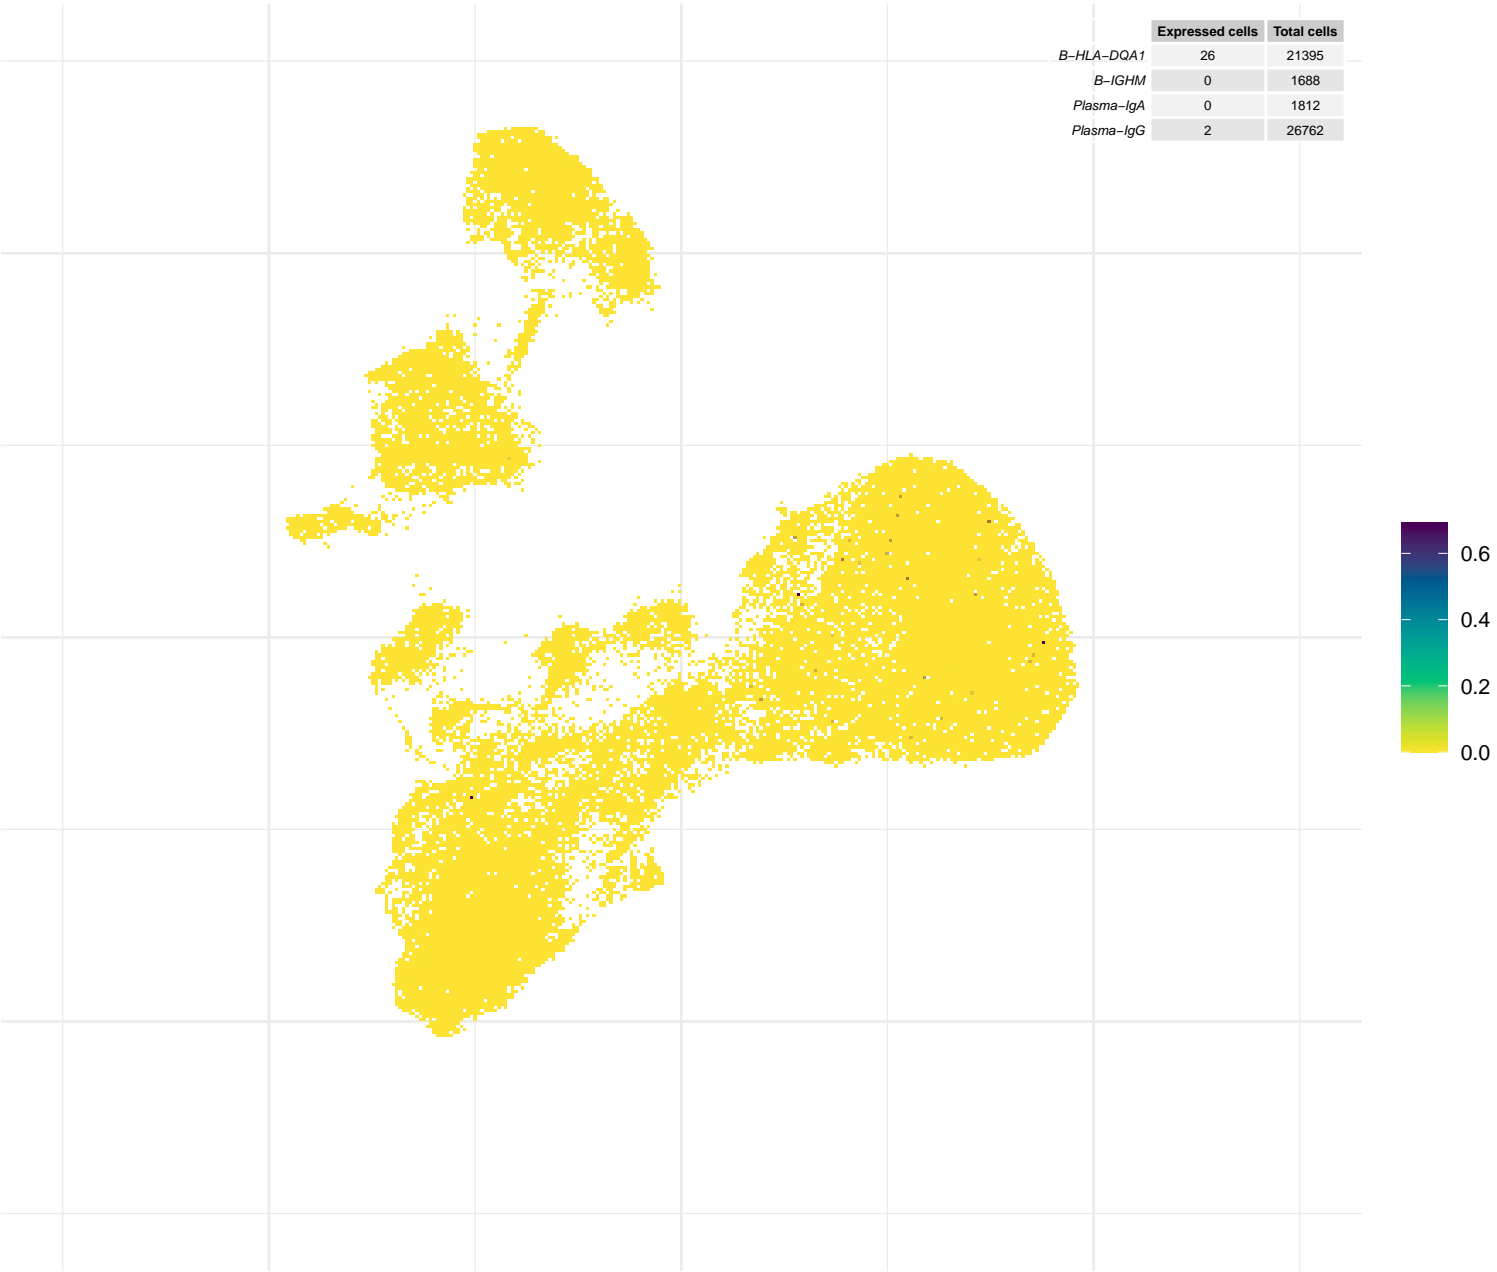 Expressed cells Total cells
B−HLA−DQA1 26 21395
B−IGHM 0 1688
Plasma−IgA 0 1812
Plasma−IgG 2 26762
0.6
0.4
0.2
0.0